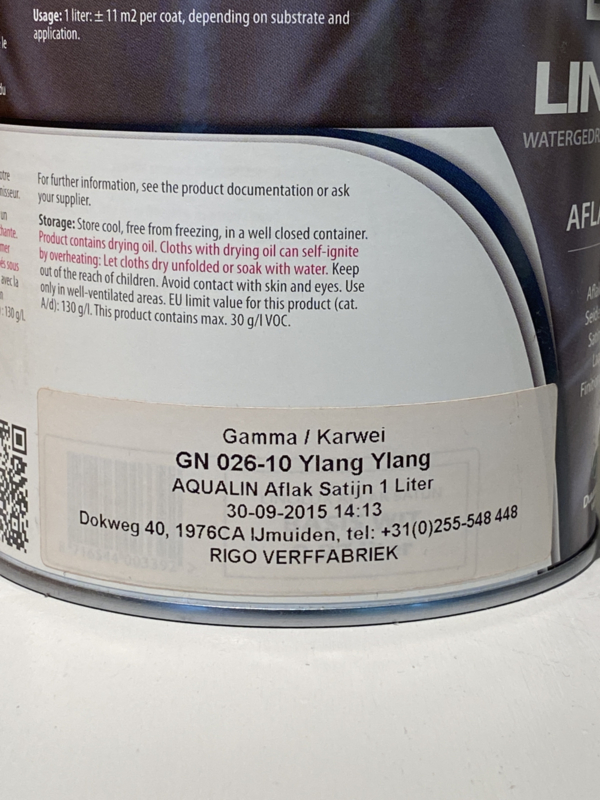 Usage: 1 liter: ± 11 m2 per coat, depending on substrate and
application.
LIN
WATERGEDR
AFLA
For further information, see the product documentation or ask
your supplier.
Storage: Store cool, free from freezing, in a well closed container.
Product contains drying oil. Cloths with drying oil can self-ignite
by overheating: Let cloths dry unfolded or soak with water. Keep
out of the reach of children. Avoid contact with skin and eyes. Use
only in well-ventilated areas. EU limit value for this product (cat.
A/d): 130 g/l. This product contains max. 30 g/l VOC.
Gamma / Karwei
GN 026-10 Ylang Ylang
AQUALIN Aflak Satijn 1 Liter
30-09-2015 14:13
Dokweg 40, 1976CA IJmuiden, tel: +31(0)255-548 448
RIGO VERFFABRIEK